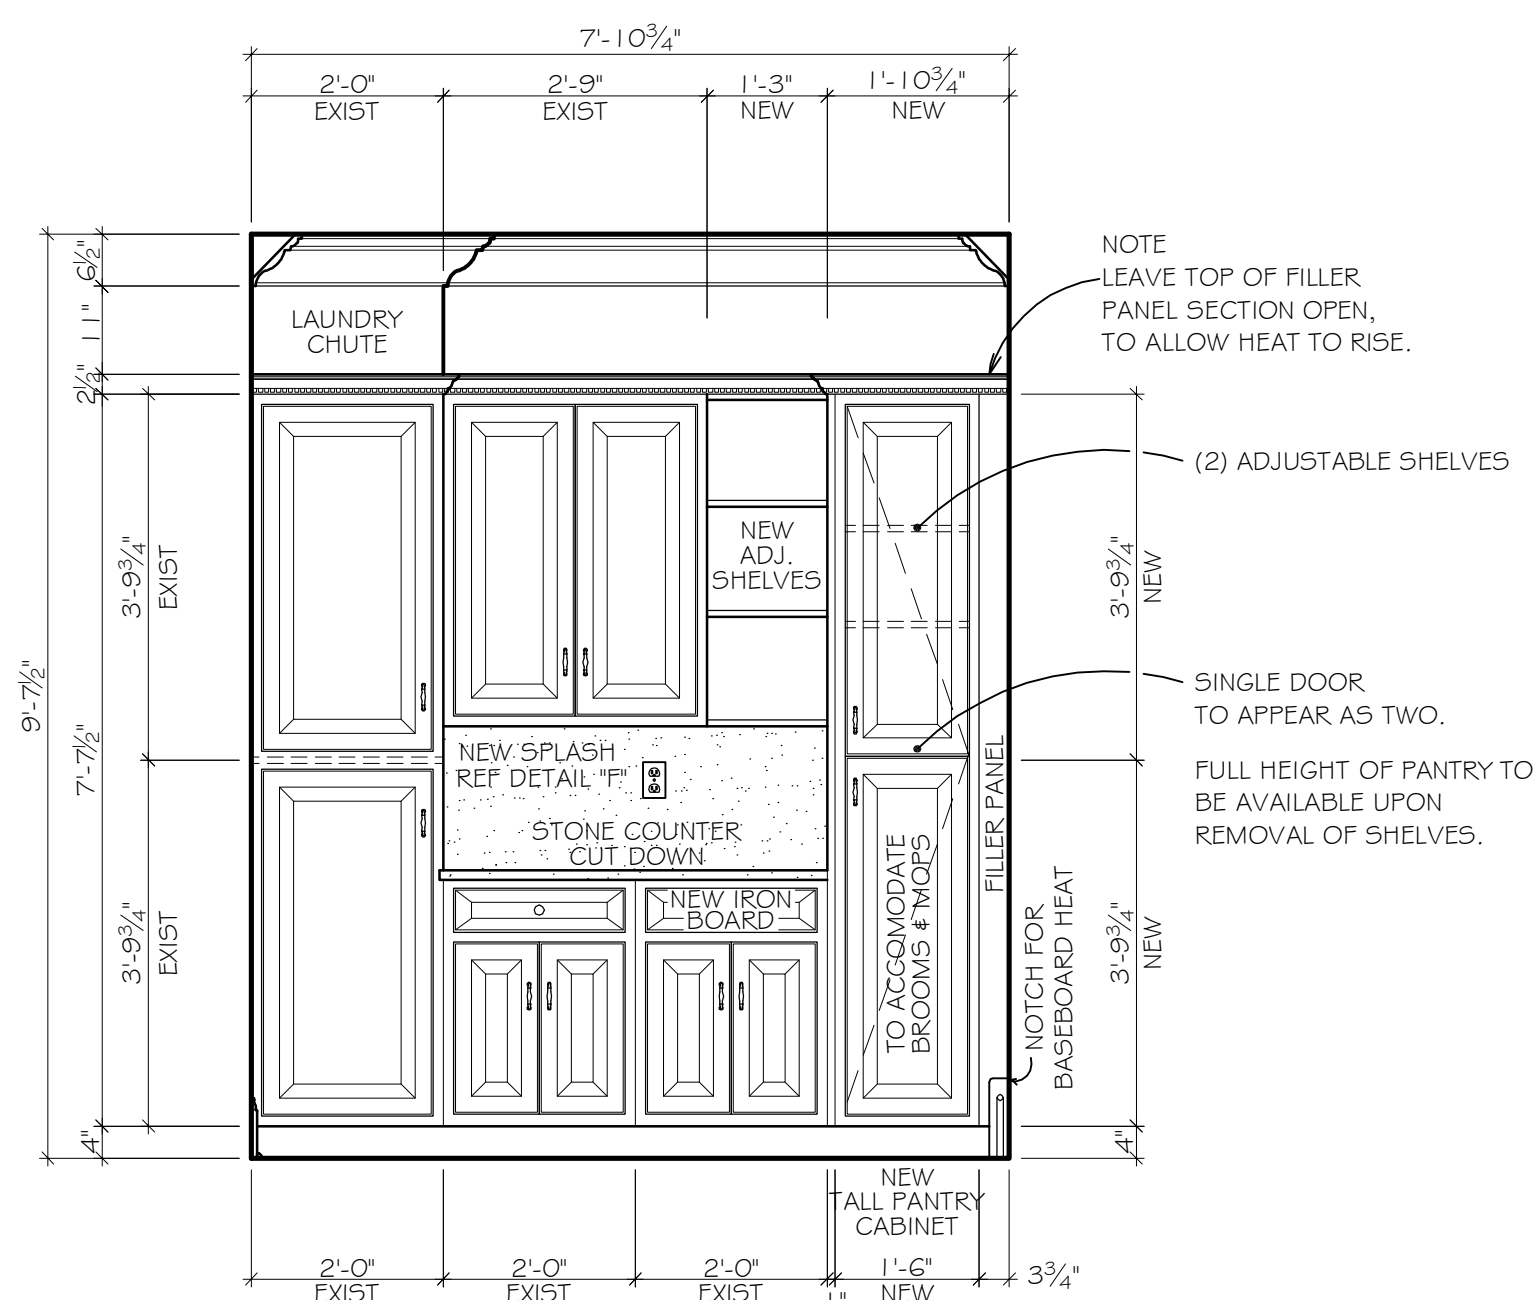 7'-10¾"
2'-0"
EXIST
2'-9"
EXIST
1'-3"
NEW
1'-10¾"
NEW
6½"
11"
2½"
LAUNDRY
CHUTE
NOTE
LEAVE TOP OF FILLER
PANEL SECTION OPEN,
TO ALLOW HEAT TO RISE.
(2) ADJUSTABLE SHELVES
NEW
ADJ.
SHELVES
3'-9¾"
EXIST
3'-9¾"
NEW
9'-7½"
7'-7½"
SINGLE DOOR
TO APPEAR AS TWO.
FULL HEIGHT OF PANTRY TO
BE AVAILABLE UPON
REMOVAL OF SHELVES.
NEW SPLASH
REF DETAIL "F"
STONE COUNTER
CUT DOWN
FILLER PANEL
NEW IRON
BOARD
TO ACCOMODATE
BROOMS & MOPS
NOTCH FOR
BASEBOARD HEAT
3'-9¾"
EXIST
3'-9¾"
NEW
4"
4"
NEW
TALL PANTRY
CABINET
2'-0"
EXIST
2'-0"
EXIST
2'-0"
EXIST
1'-6"
NEW
3¾"